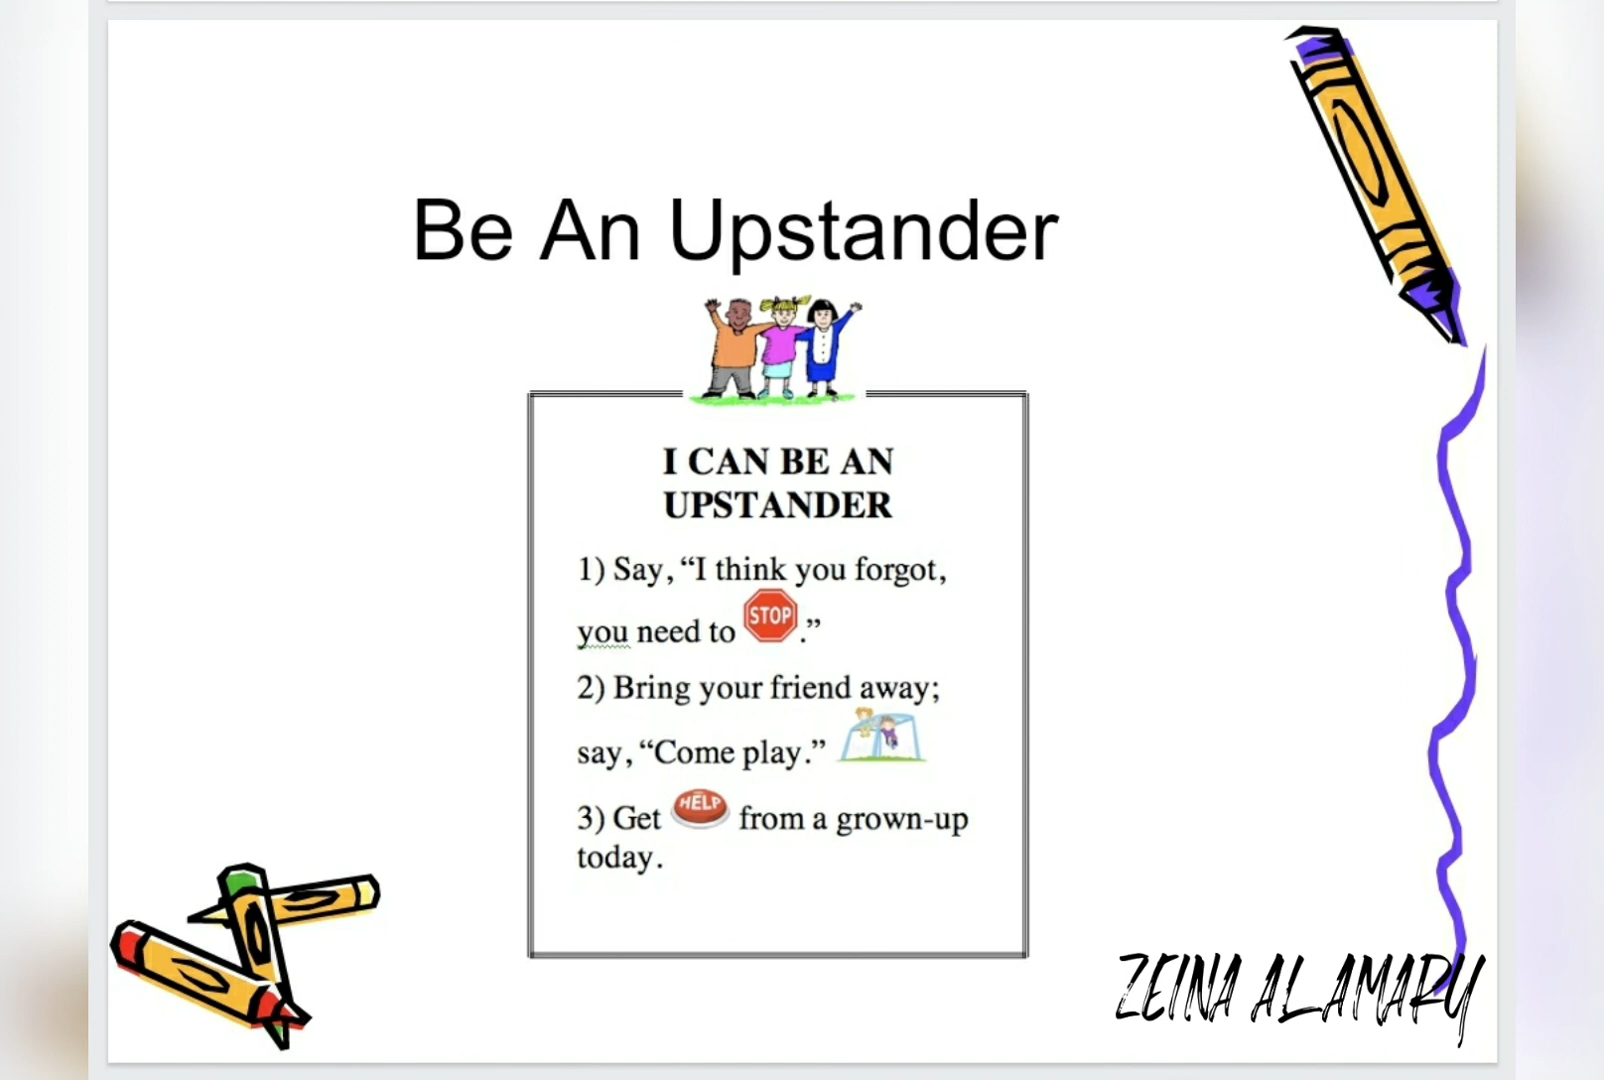 Be An Upstander
I CAN BE AN
UPSTANDER
1) Say, “I think you forgot,
you need to STOP.”
2) Bring your friend away;
say, “Come play.”
3) Get HELP from a grown-up
today.
ZEINA ALAMARY